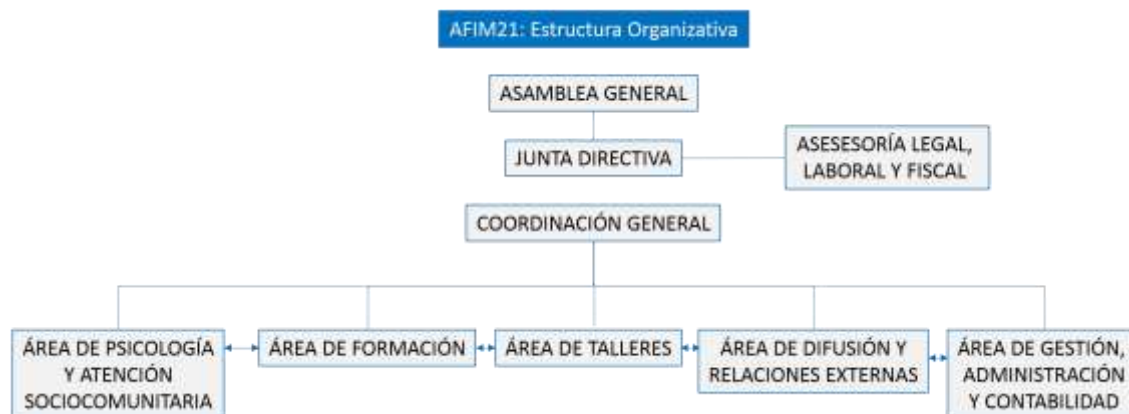 AFIM21: Estructura Organizativa
ASAMBLEA GENERAL
JUNTA DIRECTIVA
ASESESORÍA LEGAL,
LABORAL Y FISCAL
COORDINACIÓN GENERAL
ÁREA DE PSICOLOGÍA
Y ATENCIÓN
SOCIOCOMUNITARIA
ÁREA DE FORMACIÓN
ÁREA DE TALLERES
ÁREA DE DIFUSIÓN Y
RELACIONES EXTERNAS
ÁREA DE GESTIÓN,
ADMINISTRACIÓN
Y CONTABILIDAD